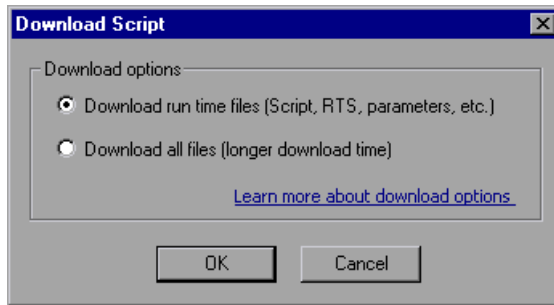 Download Script
Download options
Download run time files (Script, RTS, parameters, etc.)
Download all files (longer download time)
Learn more about download options
OK
Cancel